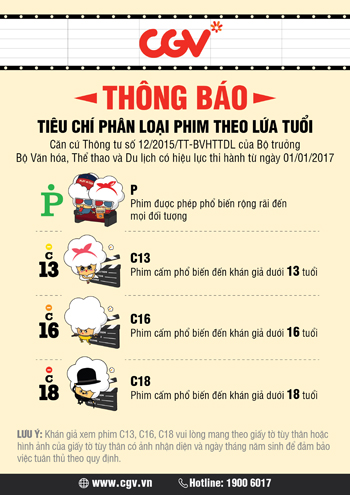 CGV*
THÔNG BÁO
TIÊU CHÍ PHÂN LOẠI PHIM THEO LỨA TUỔI
Căn cứ Thông tư số 12/2015/TT-BVHTTDL của Bộ trưởng
Bộ Văn hóa, Thể thao và Du lịch có hiệu lực thi hành từ ngày 01/01/2017
P
P
Phim được phép phổ biến rộng rãi đến
mọi đối tượng
C
13
C13
Phim cấm phổ biến đến khán giả dưới 13 tuổi
C
16
C16
Phim cấm phổ biến đến khán giả dưới 16 tuổi
C
18
C18
Phim cấm phổ biến đến khán giả dưới 18 tuổi
LƯU Ý: Khán giả xem phim C13, C16, C18 vui lòng mang theo giấy tờ tùy thân hoặc
hình ảnh của giấy tờ tùy thân có ảnh nhận diện và ngày tháng năm sinh để đảm bảo
việc tuân thủ theo quy định.
www.cgv.vn
Hotline: 1900 6017